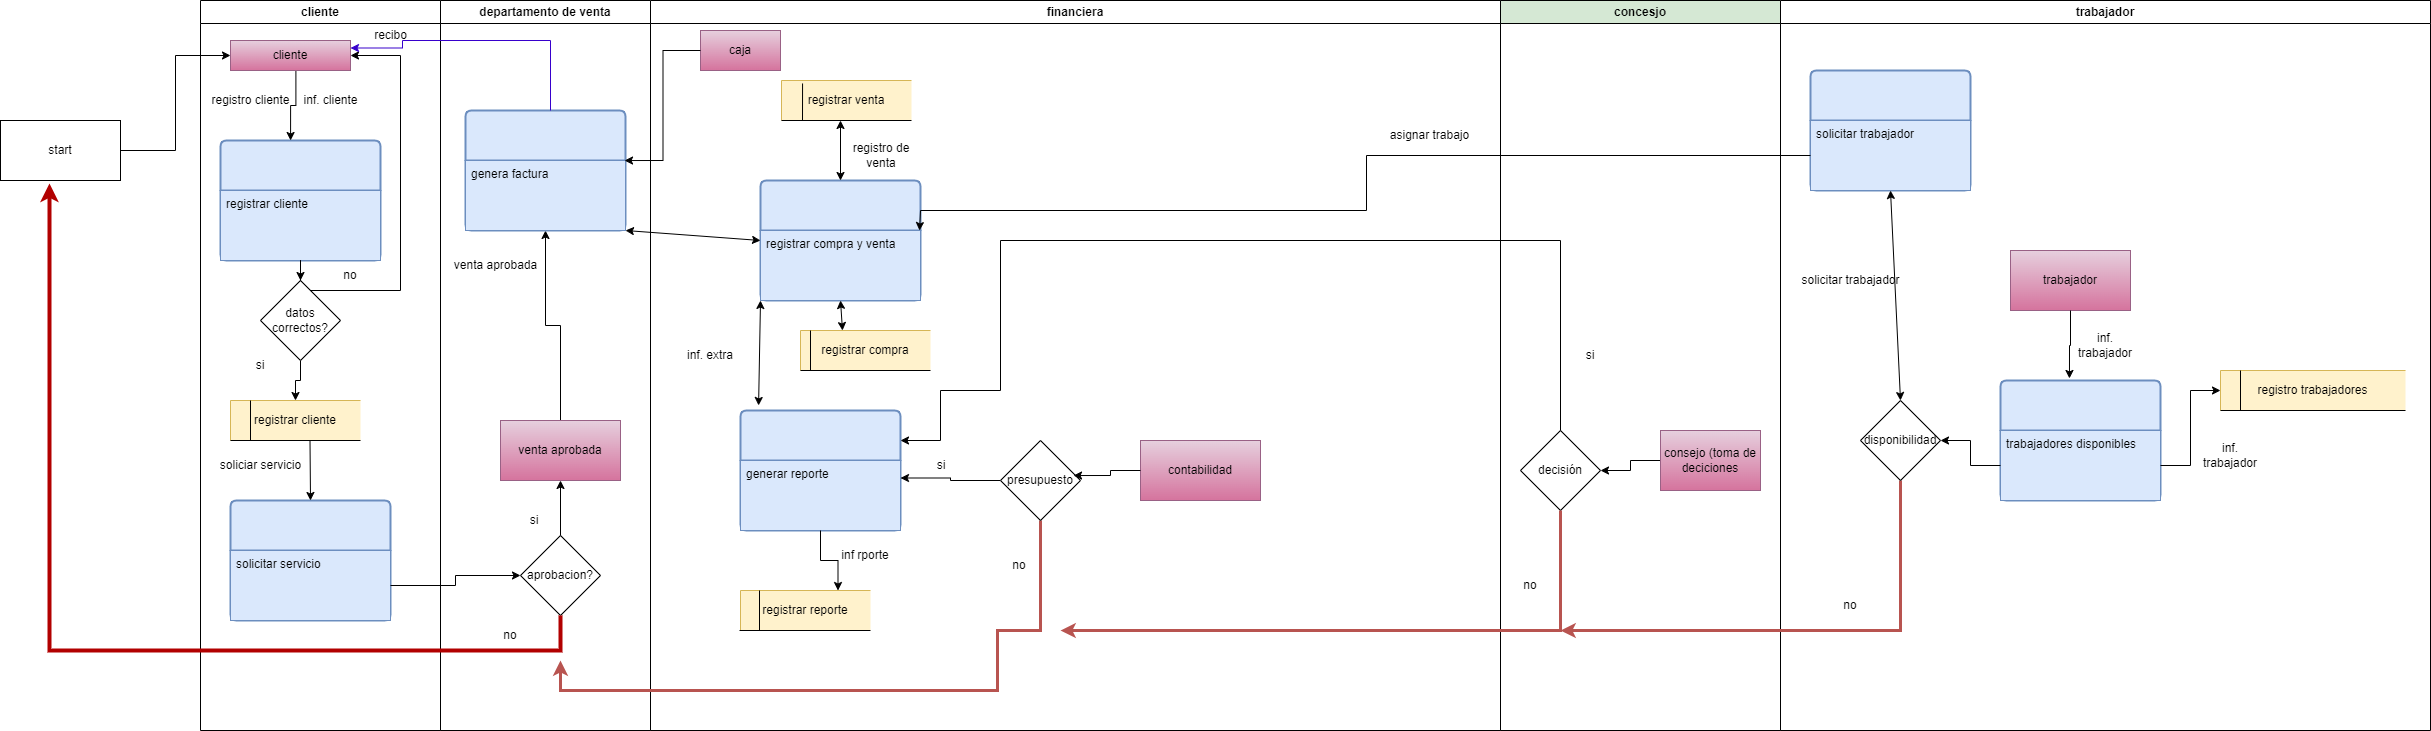 cliente
departamento de venta
financiera
concesjo
trabajador
start
recibo
cliente
registro cliente
inf. cliente
registrar cliente
no
datos
correctos?
si
registrar cliente
soliciar servicio
solicitar servicio
genera factura
venta aprobada
venta aprobada
si
aprobacion?
no
caja
registrar venta
registro de
venta
registrar compra y venta
registrar compra
inf. extra
generar reporte
si
presupuesto
contabilidad
inf rporte
no
registrar reporte
asignar trabajo
si
decisión
consejo (toma de
deciciones
no
solicitar trabajador
solicitar trabajador
trabajador
inf.
trabajador
disponibilidad
trabajadores disponibles
registro trabajadores
inf.
trabajador
no